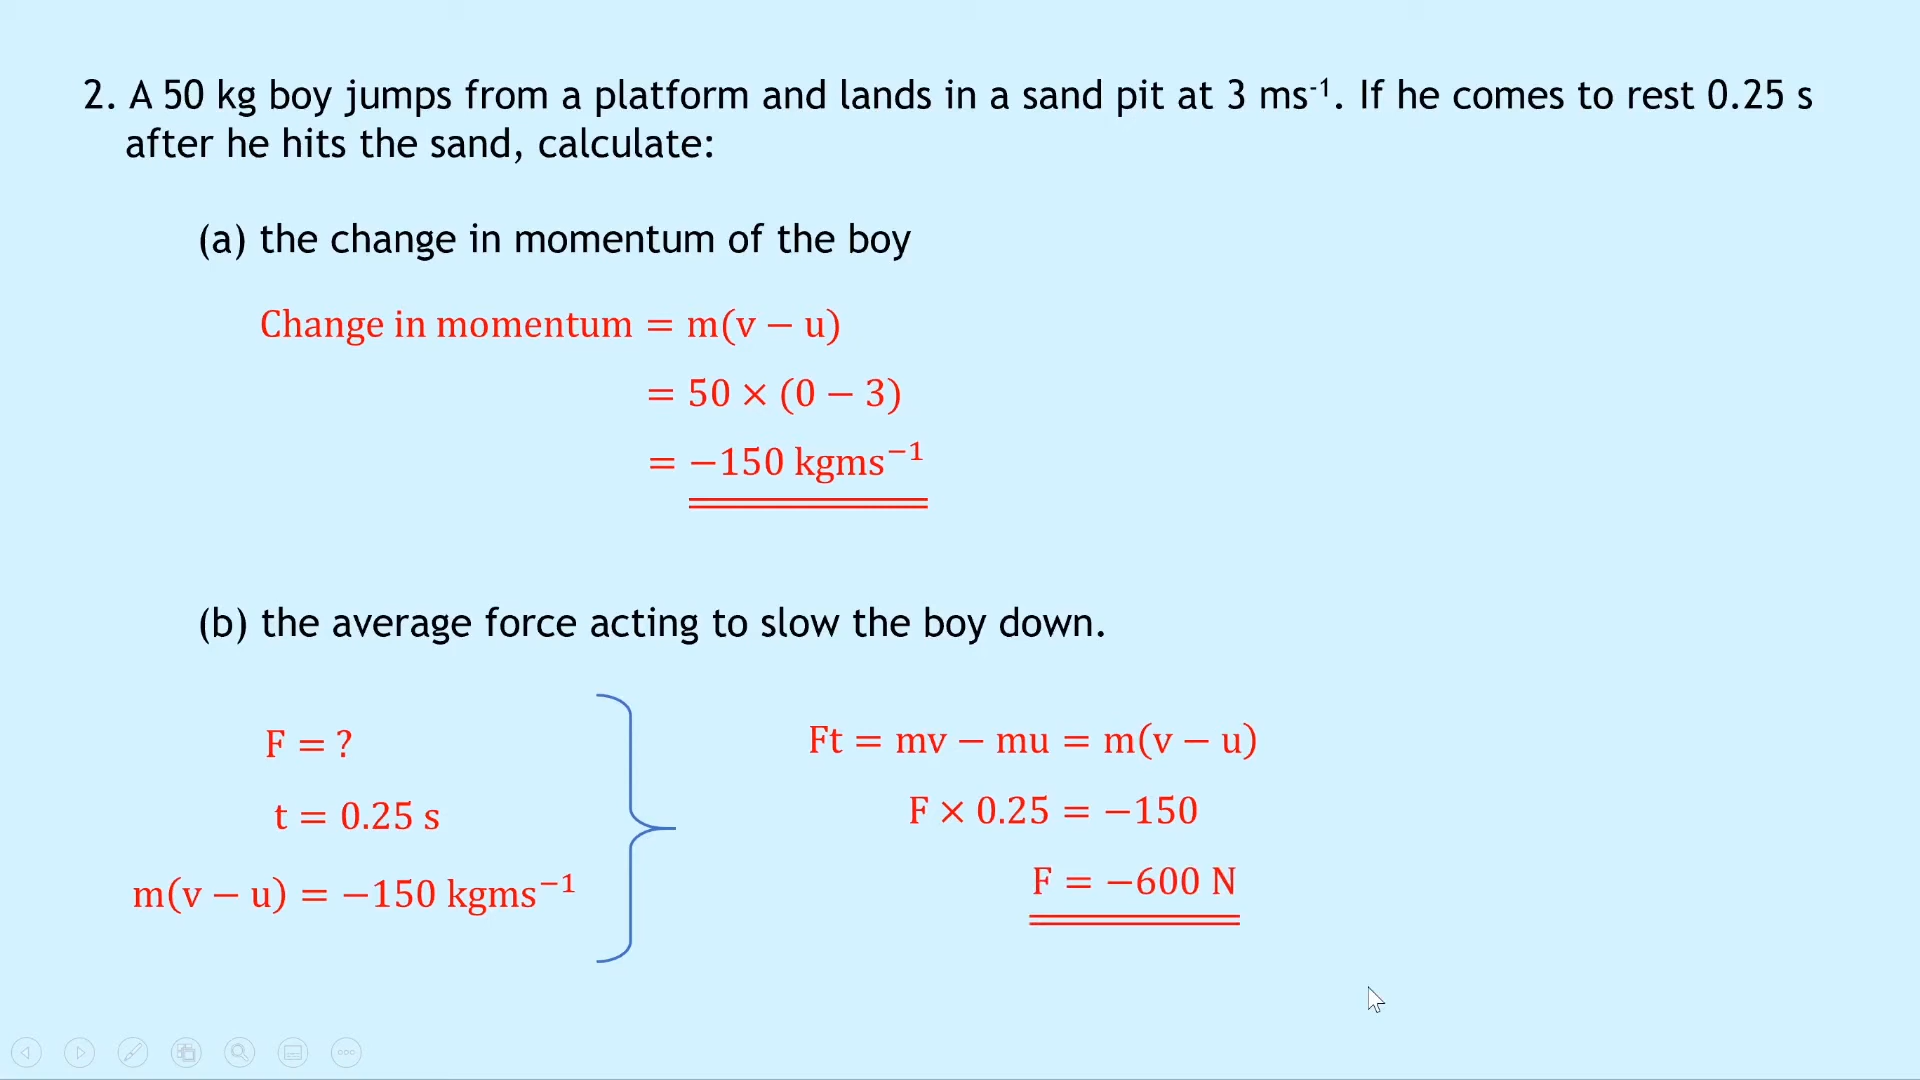 2. A 50 kg boy jumps from a platform and lands in a sand pit at 3 ms⁻¹. If he comes to rest 0.25 s
after he hits the sand, calculate:
(a) the change in momentum of the boy
Change in momentum = m(v − u)
= 50 × (0 − 3)
= −150 kgms⁻¹
(b) the average force acting to slow the boy down.
F = ?
t = 0.25 s
m(v − u) = −150 kgms⁻¹
Ft = mv − mu = m(v − u)
F × 0.25 = −150
F = −600 N